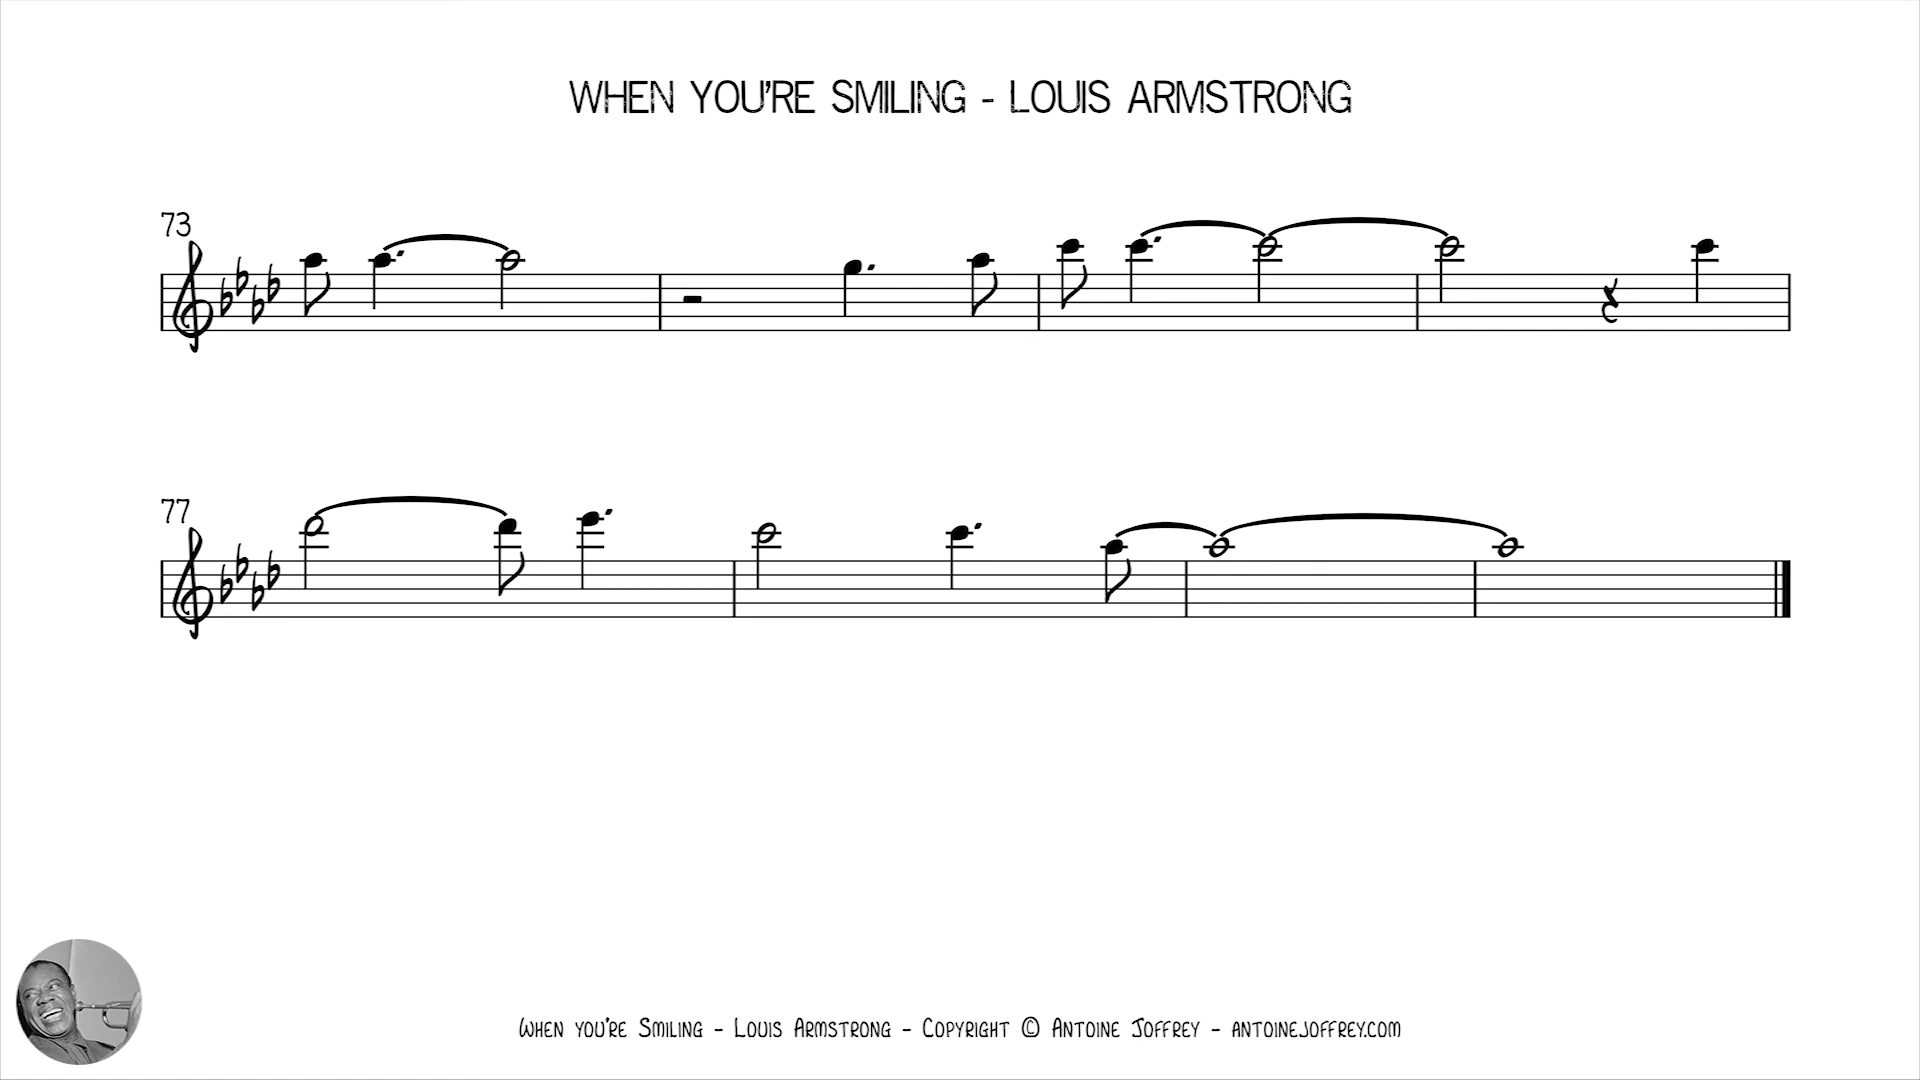 WHEN YOU'RE SMILING - LOUIS ARMSTRONG
73
77
When you're Smiling - Louis Armstrong - Copyright © Antoine Joffrey - antoinejoffrey.com